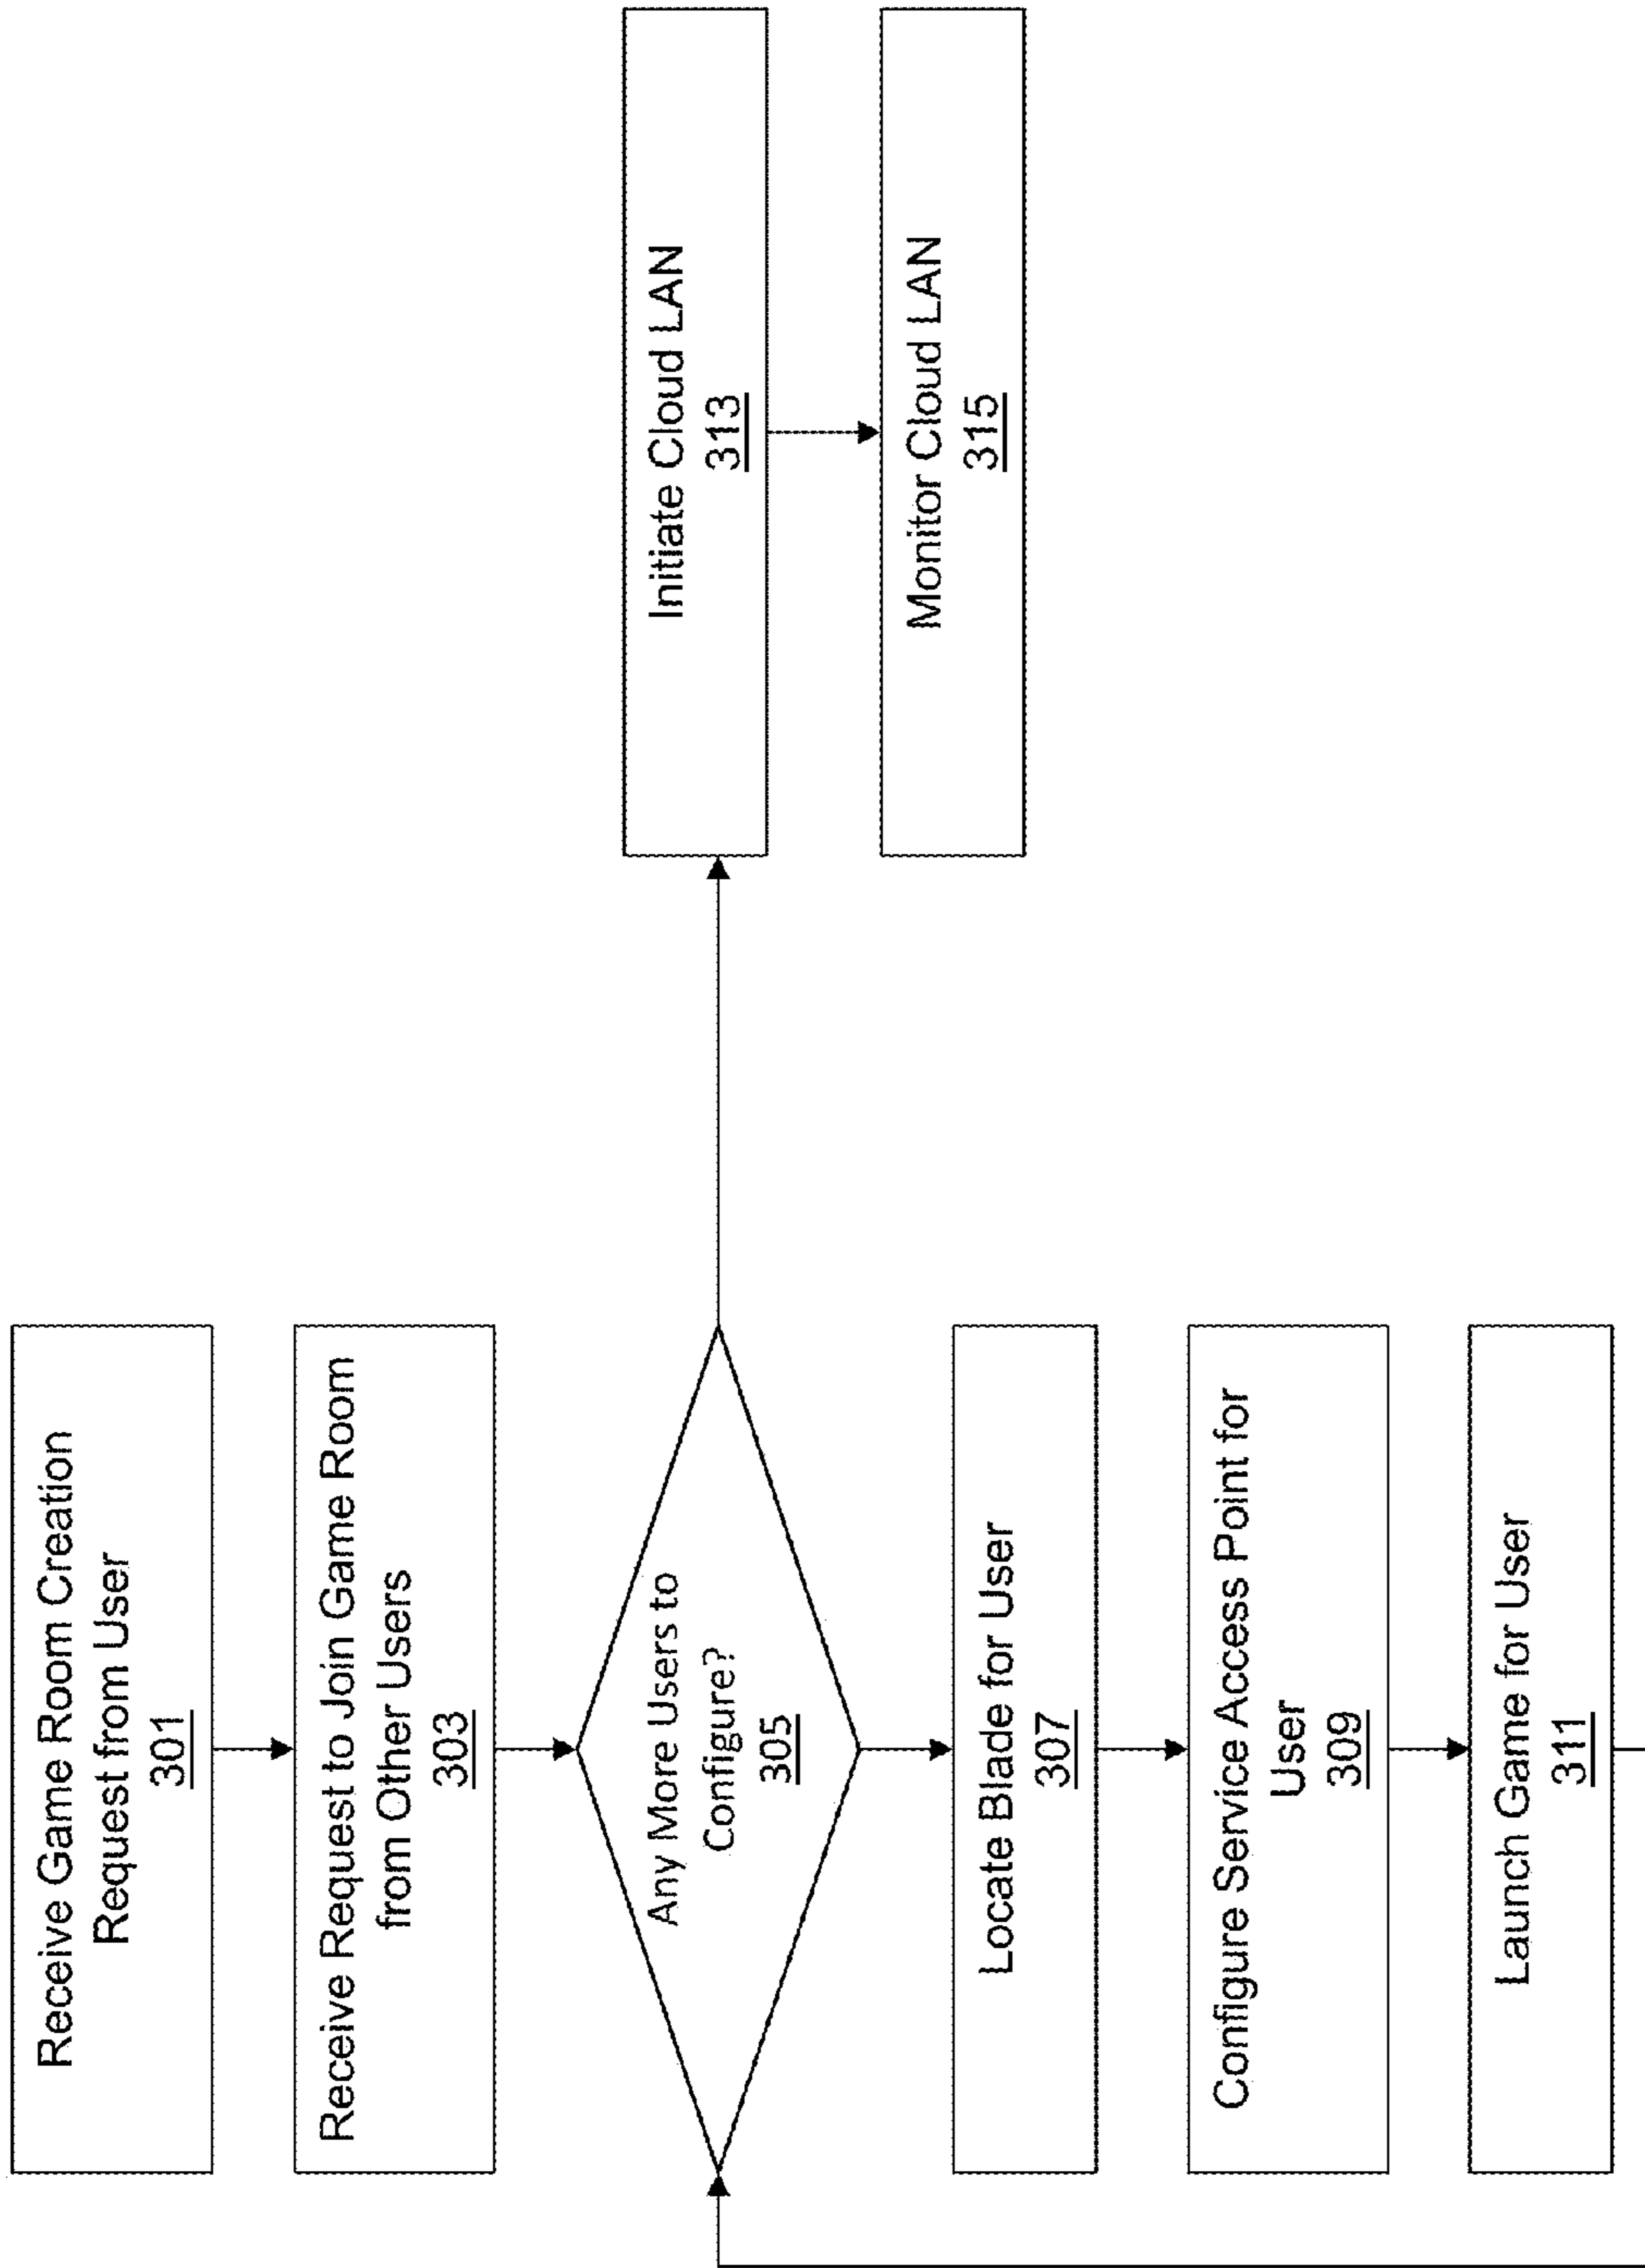 Receive Game Room Creation
Request from User
301
Receive Request to Join Game Room
from Other Users
303
Any More Users to
Configure?
305
Locate Blade for User
307
Configure Service Access Point for
User
309
Launch Game for User
311
Initiate Cloud LAN
313
Monitor Cloud LAN
315